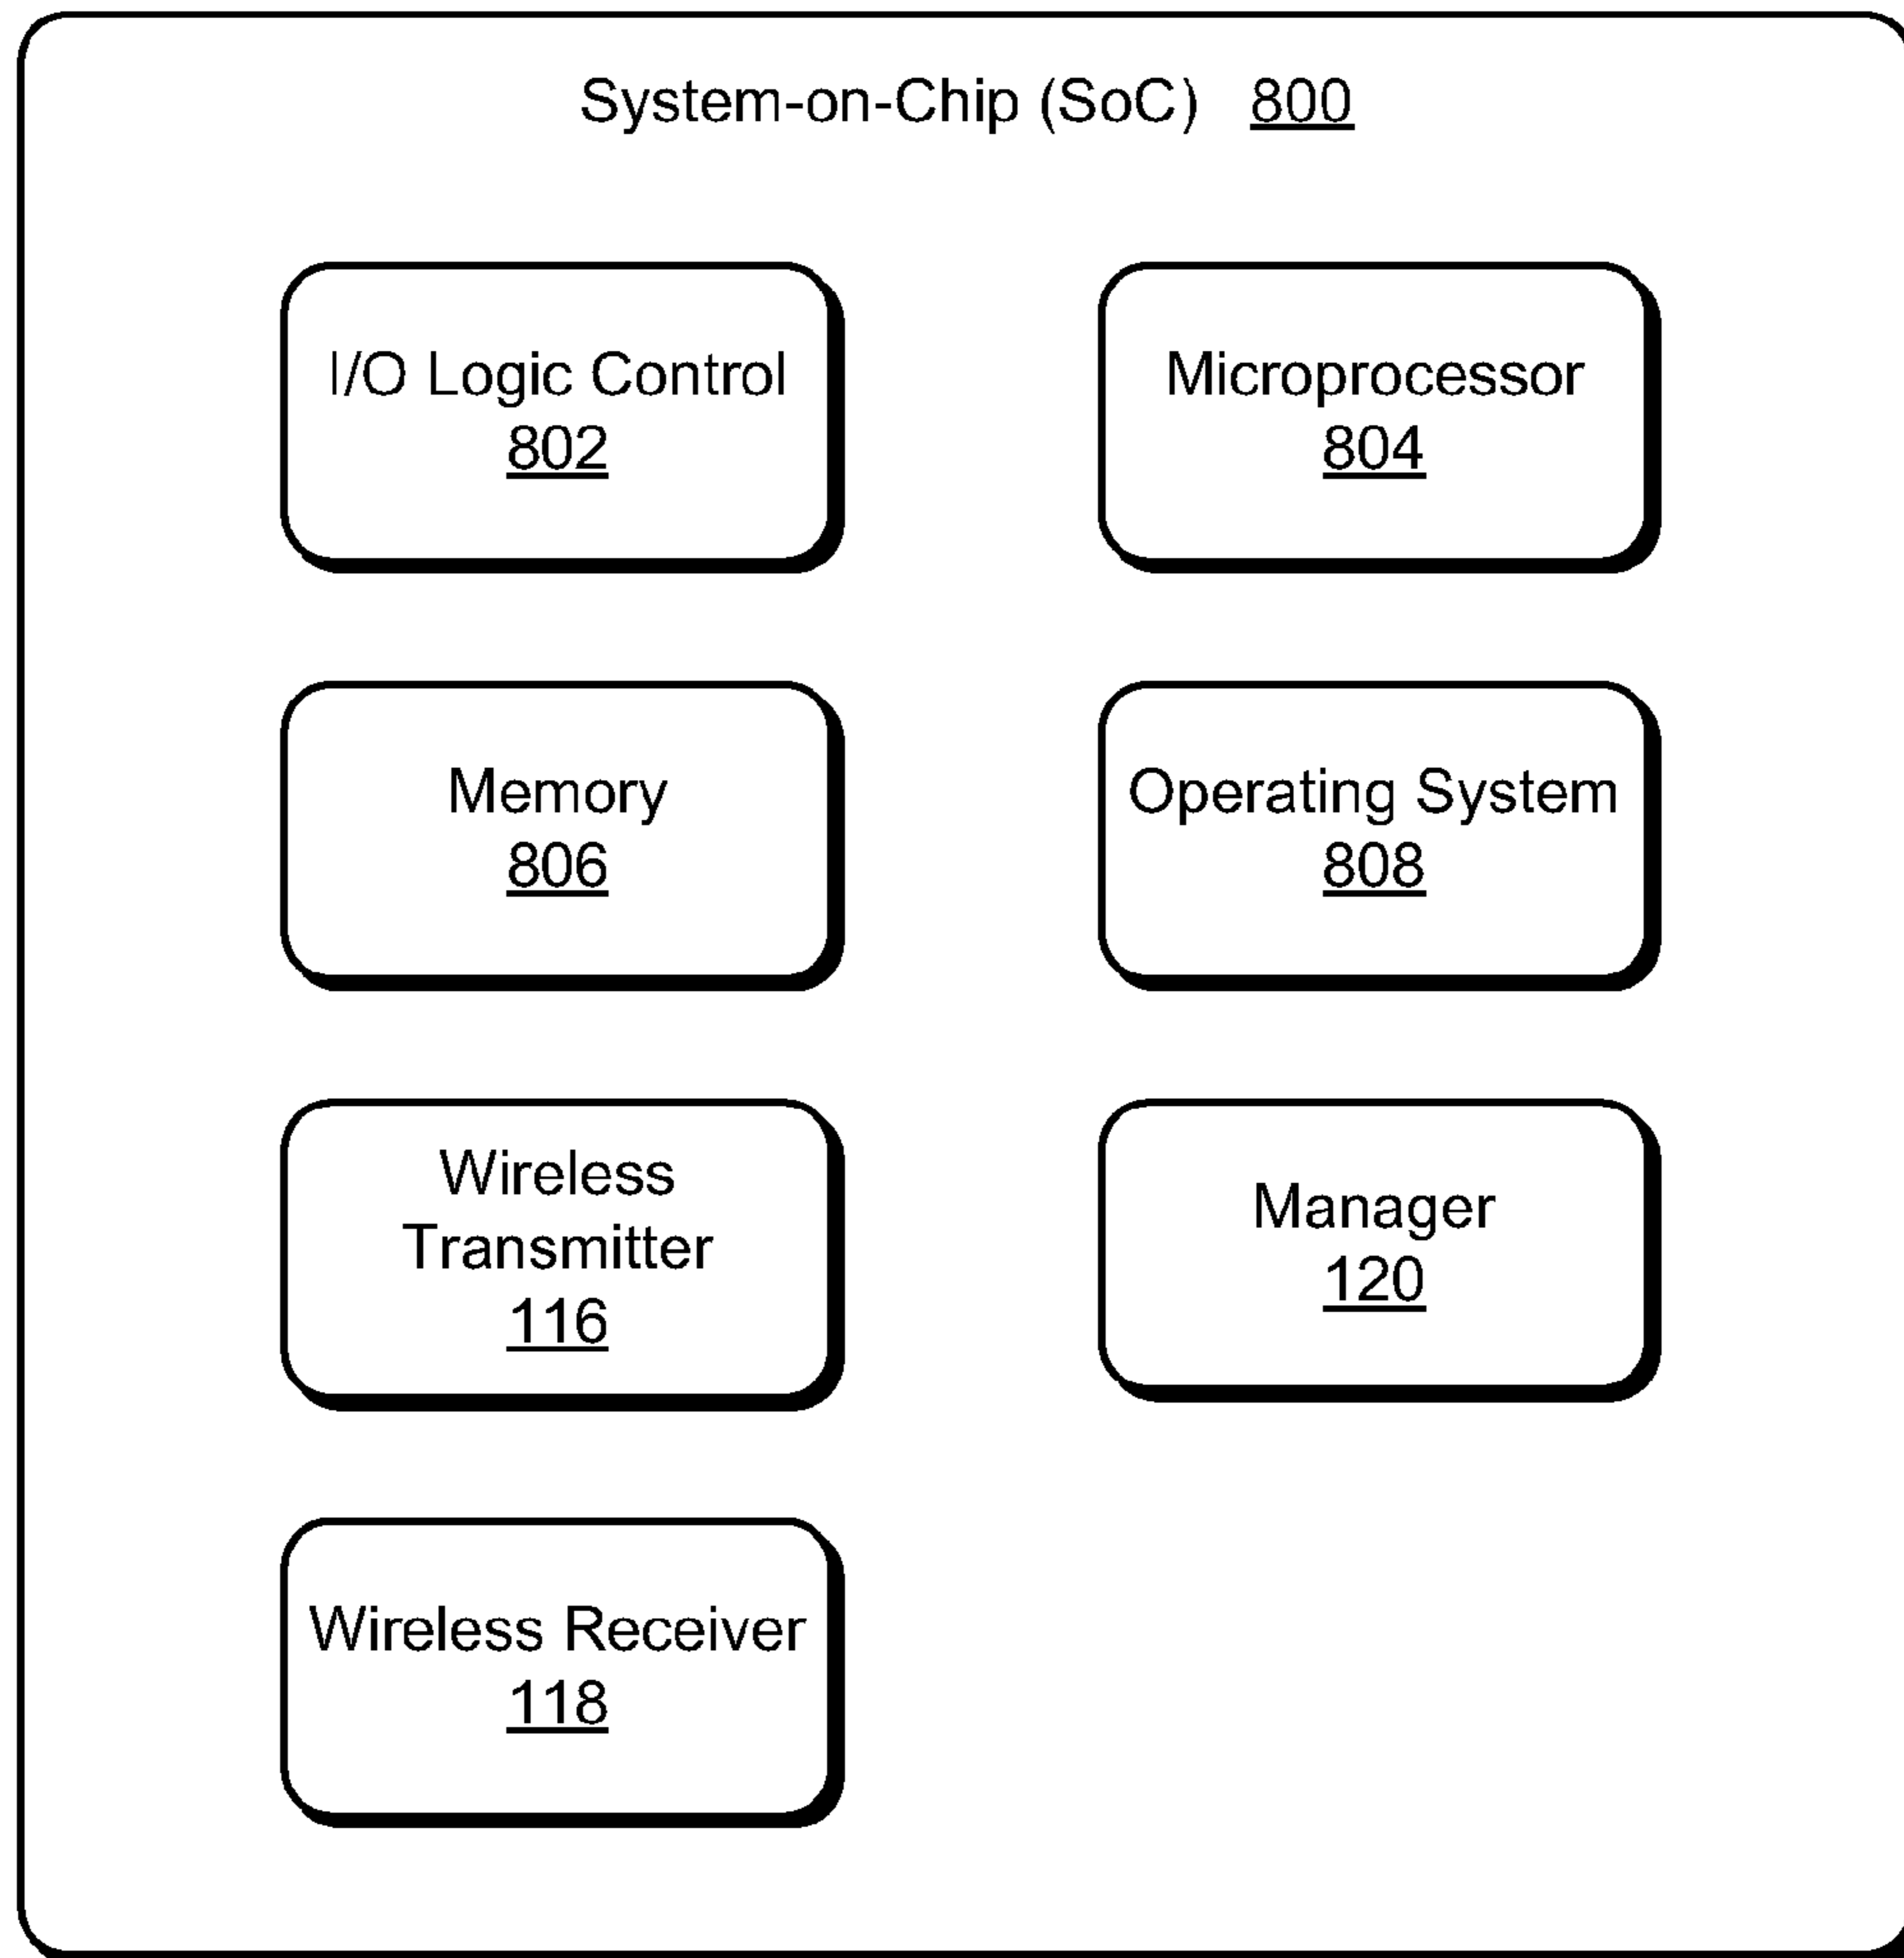 System-on-Chip (SoC) 800
I/O Logic Control
802
Microprocessor
804
Memory
806
Operating System
808
Wireless
Transmitter
116
Manager
120
Wireless Receiver
118